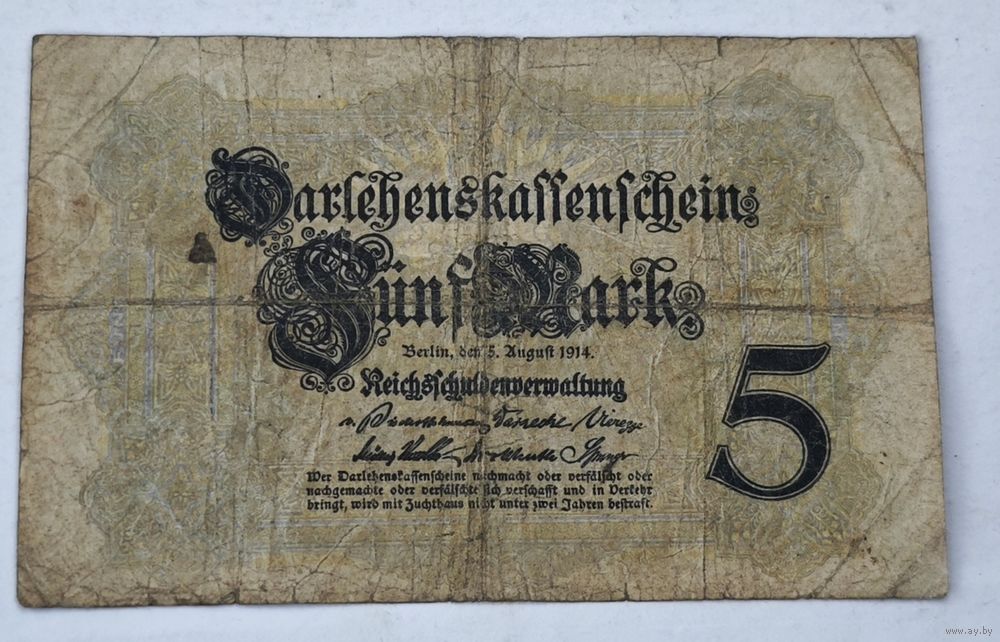 Darlehenskassenschein
Fünf Mark
Berlin, den 5. August 1914.
Reichsschuldenverwaltung
5
Wer Darlehenskassenscheine nachmacht oder verfälscht oder
nachgemachte oder verfälschte sich verschafft und in Verkehr
bringt, wird mit Zuchthaus nicht unter zwei Jahren bestraft.
www.ay.by